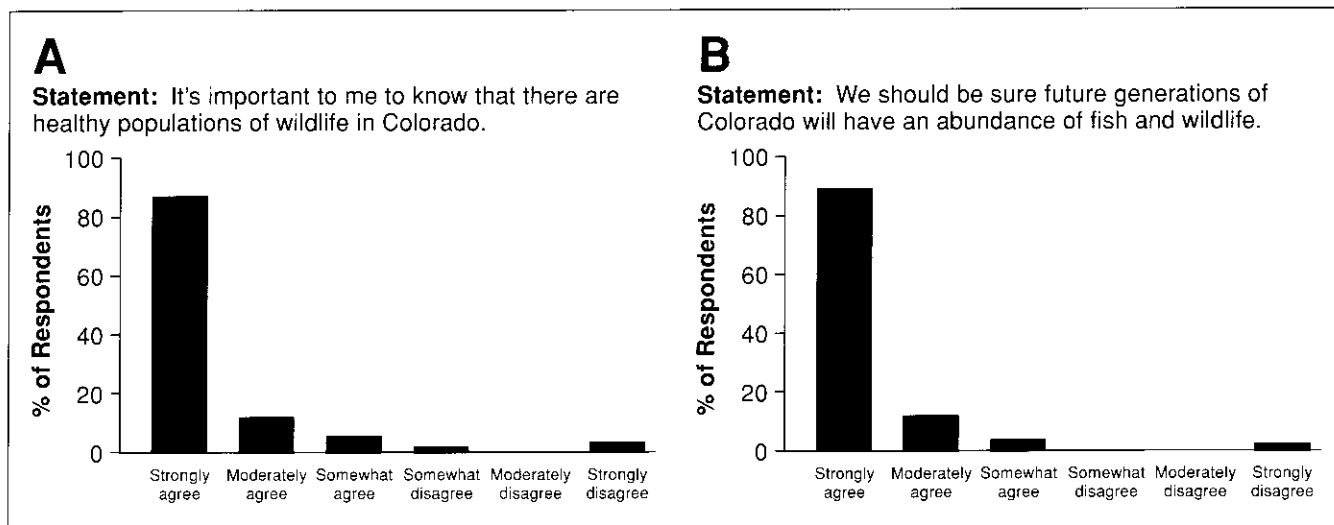 A
Statement: It's important to me to know that there are
healthy populations of wildlife in Colorado.
% of Respondents
100
80
60
40
20
0
Strongly
agree
Moderately
agree
Somewhat
agree
Somewhat
disagree
Moderately
disagree
Strongly
disagree
B
Statement: We should be sure future generations of
Colorado will have an abundance of fish and wildlife.
% of Respondents
100
80
60
40
20
0
Strongly
agree
Moderately
agree
Somewhat
agree
Somewhat
disagree
Moderately
disagree
Strongly
disagree